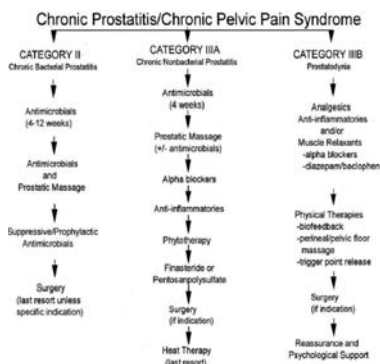 Chronic Prostatitis/Chronic Pelvic Pain Syndrome
CATEGORY II
Chronic Bacterial Prostatitis
Antimicrobials
(4-12 weeks)
Antimicrobials
and
Prostatic Massage
Suppressive/Prophylactic
Antimicrobials
Surgery
(last resort unless
specific indication)
CATEGORY IIIA
Chronic Nonbacterial Prostatitis
Antimicrobials
(4 weeks)
Prostatic Massage
(+/- antimicrobials)
Alpha blockers
Anti-inflammatories
Phytotherapy
Finasteride or
Pentosanpolysulfate
Surgery
(if indication)
Heat Therapy
(last resort)
CATEGORY IIIB
Prostatodynia
Analgesics
Anti-inflammatories
and/or
Muscle Relaxants
-alpha blockers
-diazepam/baclophen
Physical Therapies
-biofeedback
-perineal/pelvic floor
massage
-trigger point release
Surgery
(if indication)
Reassurance and
Psychological Support